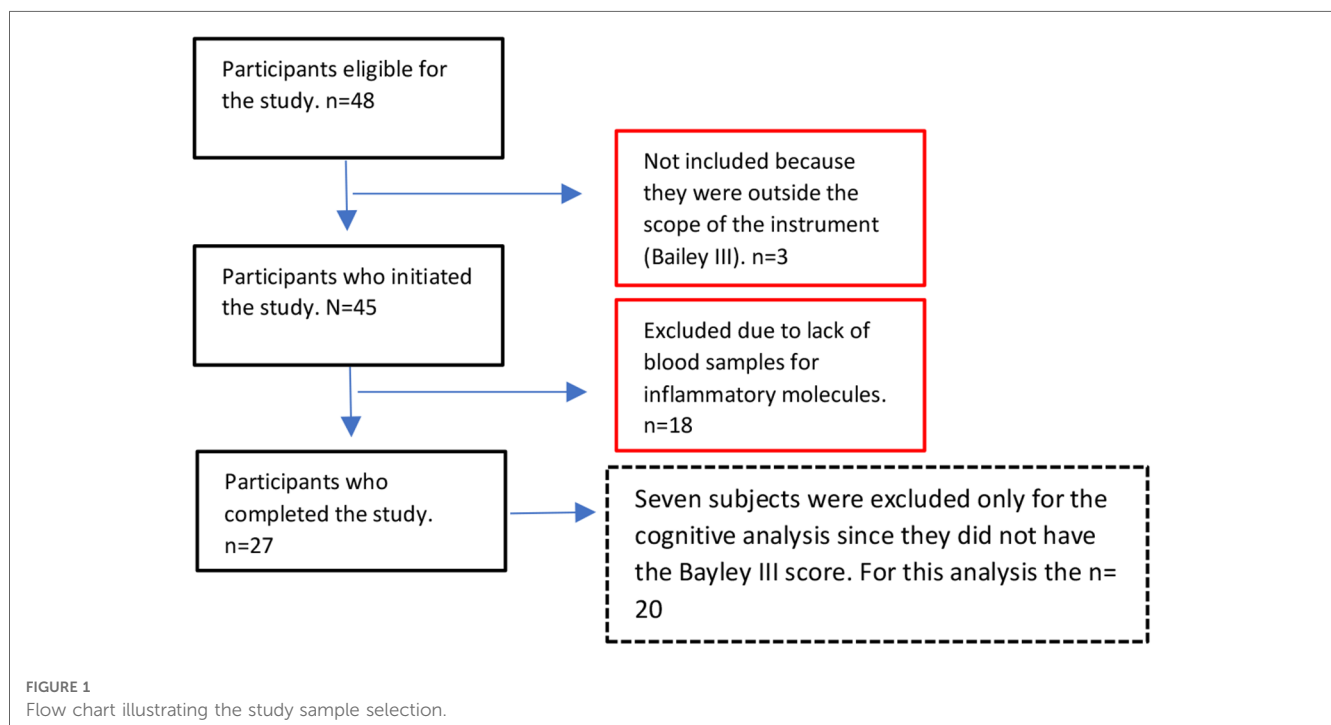 Participants eligible for
the study. n=48
Not included because
they were outside the
scope of the instrument
(Bailey III). n=3
Participants who initiated
the study. N=45
Excluded due to lack of
blood samples for
inflammatory molecules.
n=18
Participants who
completed the study.
n=27
Seven subjects were excluded only for the
cognitive analysis since they did not have
the Bayley III score. For this analysis the n=
20
FIGURE 1
Flow chart illustrating the study sample selection.